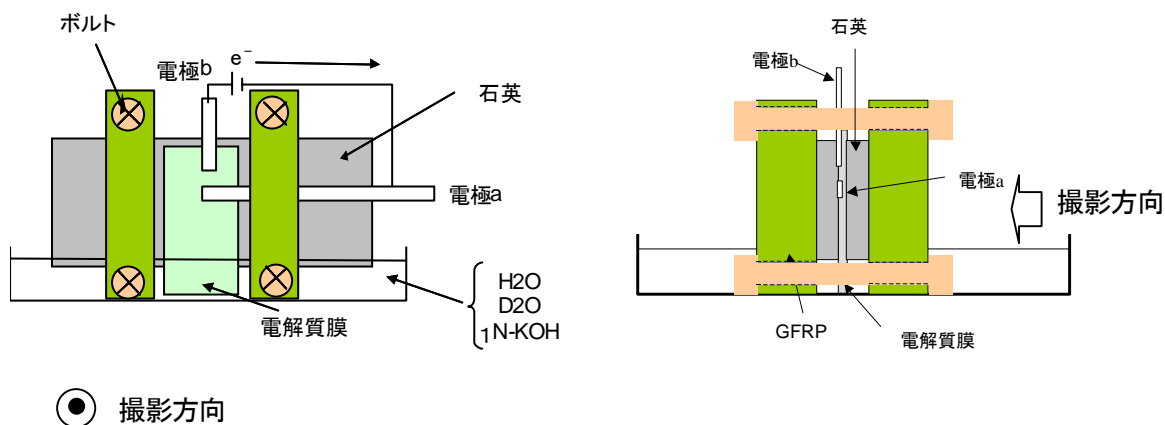 ボルト
電極b
e⁻
石英
電極a
H2O
D2O
1N-KOH
電解質膜
撮影方向
石英
電極b
電極a
撮影方向
GFRP
電解質膜